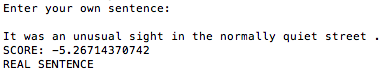 Enter your own sentence:
It was an unusual sight in the normally quiet street .
SCORE: -5.26714370742
REAL SENTENCE